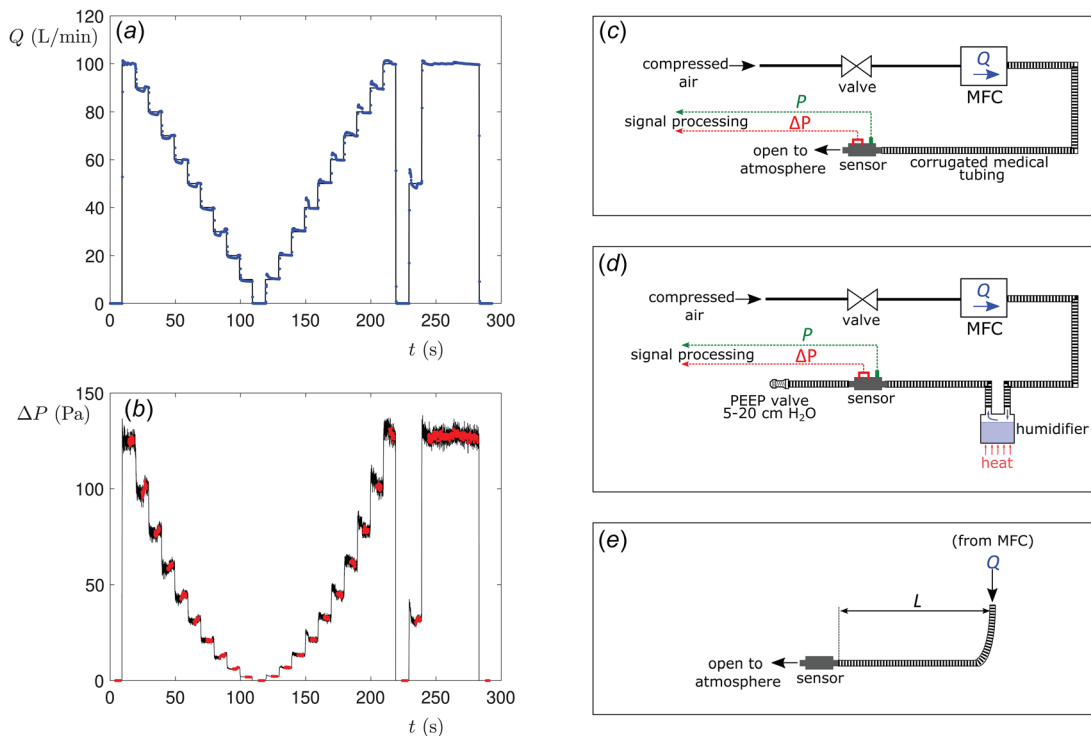 (a)
Q (L/min)
120
100
80
60
40
20
0
0 50 100 150 200 250 300
t (s)
(b)
ΔP (Pa)
150
100
50
0
0 50 100 150 200 250 300
t (s)
(c)
compressed
air
valve
Q
MFC
P
signal processing
ΔP
open to
atmosphere
sensor
corrugated medical
tubing
(d)
compressed
air
valve
Q
MFC
P
signal processing
ΔP
PEEP valve
5-20 cm H₂O
sensor
humidifier
heat
(e)
(from MFC)
Q
L
open to
atmosphere
sensor